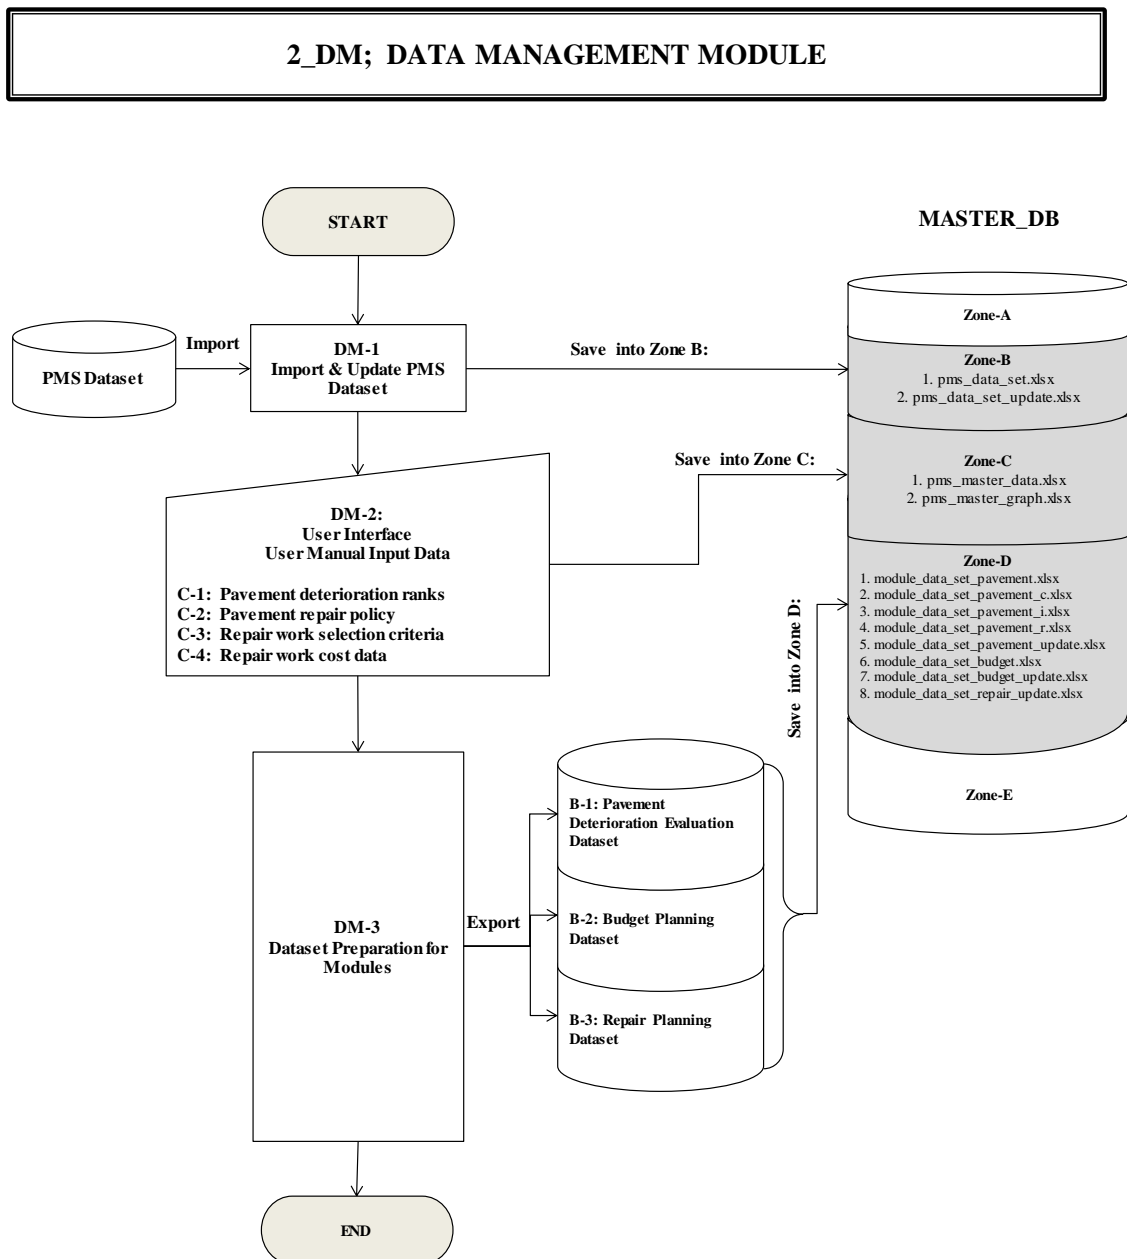 2_DM; DATA MANAGEMENT MODULE
START
MASTER_DB
Zone-A
PMS Dataset
Import
DM-1
Import & Update PMS
Dataset
Save into Zone B:
Zone-B
1. pms_data_set.xlsx
2. pms_data_set_update.xlsx
Save into Zone C:
Zone-C
1. pms_master_data.xlsx
2. pms_master_graph.xlsx
DM-2:
User Interface
User Manual Input Data
C-1: Pavement deterioration ranks
C-2: Pavement repair policy
C-3: Repair work selection criteria
C-4: Repair work cost data
Zone-D
1. module_data_set_pavement.xlsx
2. module_data_set_pavement_c.xlsx
3. module_data_set_pavement_i.xlsx
4. module_data_set_pavement_r.xlsx
5. module_data_set_pavement_update.xlsx
6. module_data_set_budget.xlsx
7. module_data_set_budget_update.xlsx
8. module_data_set_repair_update.xlsx
Save into Zone D:
Zone-E
DM-3
Dataset Preparation for
Modules
Export
B-1: Pavement
Deterioration Evaluation
Dataset
B-2: Budget Planning
Dataset
B-3: Repair Planning
Dataset
END